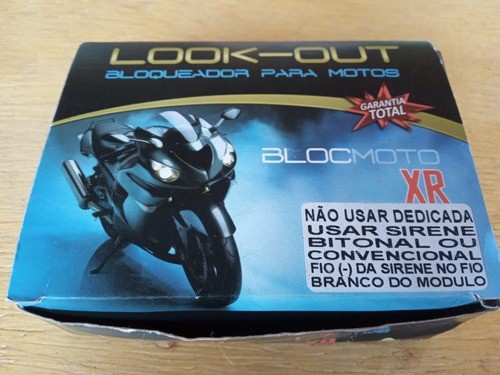 LOOK-OUT
BLOQUEADOR PARA MOTOS
GARANTIA
TOTAL
BLOCMOTO
XR
NÃO USAR DEDICADA
USAR SIRENE
BITONAL OU
CONVENCIONAL
FIO (-) DA SIRENE NO FIO
BRANCO DO MODULO